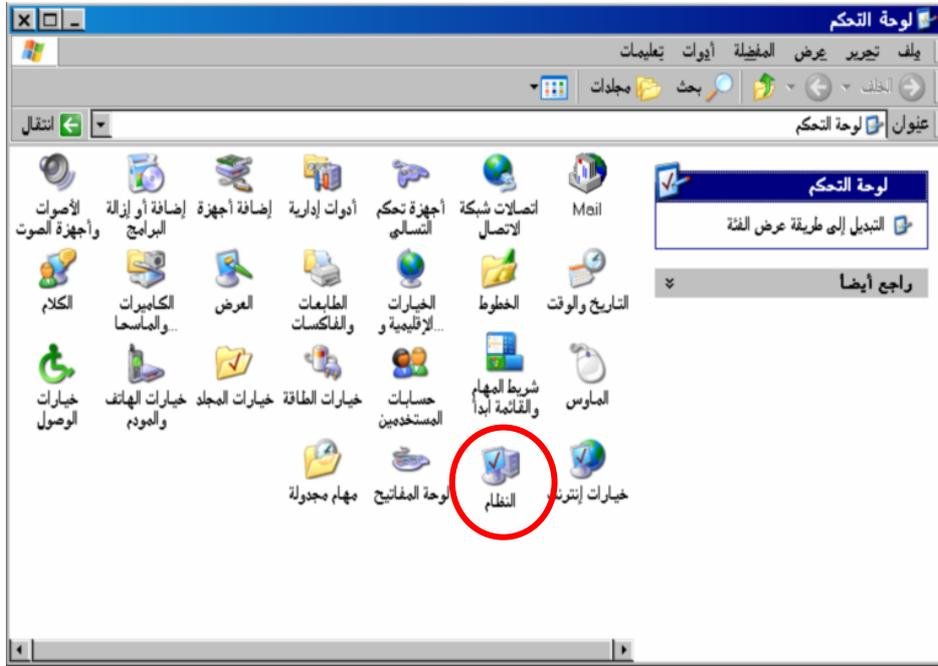 لوحة التحكم
ملف تحرير عرض المفضلة أدوات تعليمات
الخلف بحث مجلدات
عنوان لوحة التحكم انتقال
لوحة التحكم
التبديل إلى طريقة عرض الفئة
راجع أيضاً
Mail
اتصالات شبكة
الاتصال
أجهزة تحكم
التسالي
أدوات إدارية
إضافة أجهزة
إضافة أو إزالة
البرامج
الأصوات
وأجهزة الصوت
التاريخ والوقت
الخطوط
الخيارات
الإقليمية و...
الطابعات
والفاكسات
العرض
الكاميرات
والماسحا...
الكلام
الماوس
شريط المهام
والقائمة ابدأ
حسابات
المستخدمين
خيارات الطاقة
خيارات المجلد
خيارات الهاتف
والمودم
خيارات
الوصول
خيارات إنترنت
النظام
لوحة المفاتيح
مهام مجدولة